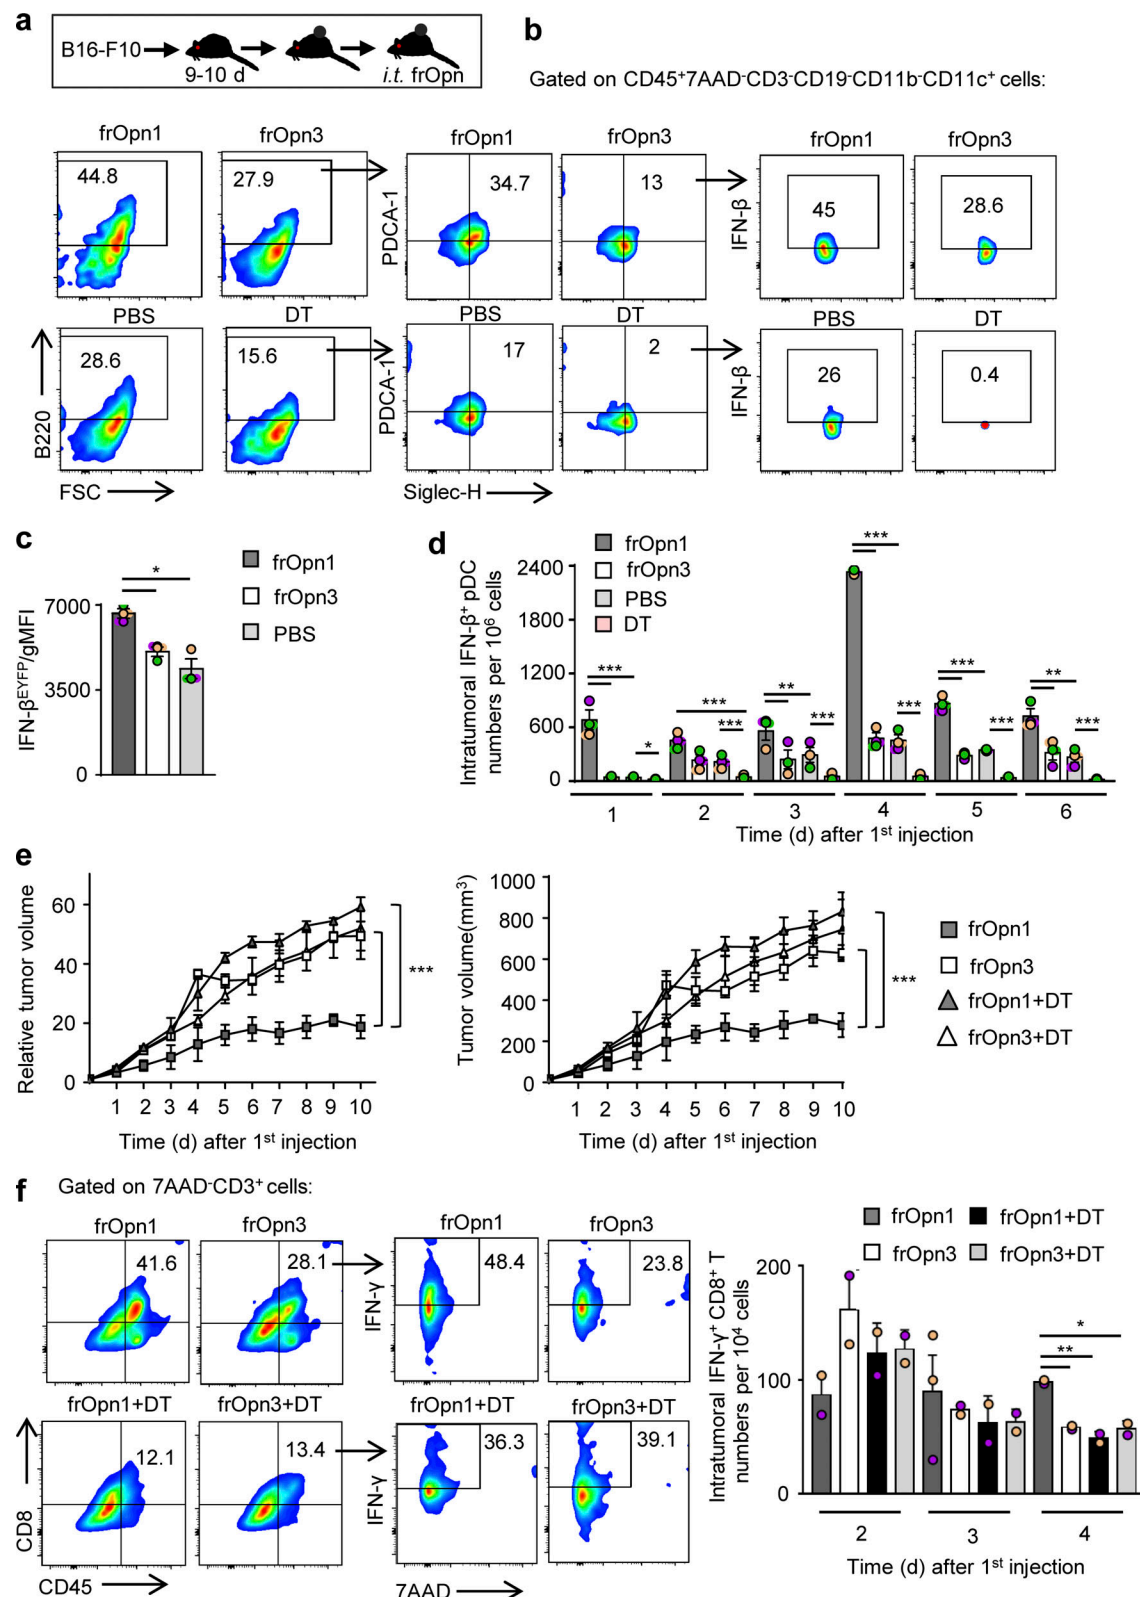 a
B16-F10
9-10 d
i.t. frOpn
b
Gated on CD45⁺7AAD⁻CD3⁻CD19⁻CD11b⁻CD11c⁺ cells:
frOpn1
frOpn3
frOpn1
frOpn3
frOpn1
frOpn3
44.8
27.9
PDCA-1
34.7
13
IFN-β
45
28.6
PBS
DT
PBS
DT
PBS
DT
B220
28.6
15.6
PDCA-1
17
2
IFN-β
26
0.4
FSC
Siglec-H
c
frOpn1
frOpn3
PBS
*
IFN-β^EYFP/gMFI
7000
3500
0
d
frOpn1
frOpn3
PBS
DT
Intratumoral IFN-β⁺ pDC
numbers per 10⁶ cells
2400
1800
1200
600
0
***
*
***
***
**
***
***
***
***
***
**
***
1
2
3
4
5
6
Time (d) after 1ˢᵗ injection
e
Relative tumor volume
60
40
20
0
***
1 2 3 4 5 6 7 8 9 10
Time (d) after 1ˢᵗ injection
Tumor volume(mm³)
1000
800
600
400
200
0
***
1 2 3 4 5 6 7 8 9 10
Time (d) after 1ˢᵗ injection
frOpn1
frOpn3
frOpn1+DT
frOpn3+DT
f
Gated on 7AAD⁻CD3⁺ cells:
frOpn1
frOpn3
frOpn1
frOpn3
41.6
28.1
IFN-γ
48.4
23.8
frOpn1+DT
frOpn3+DT
frOpn1+DT
frOpn3+DT
CD8
12.1
13.4
IFN-γ
36.3
39.1
CD45
7AAD
frOpn1
frOpn1+DT
frOpn3
frOpn3+DT
Intratumoral IFN-γ⁺ CD8⁺ T
numbers per 10⁴ cells
200
100
0
*
**
2
3
4
Time (d) after 1ˢᵗ injection